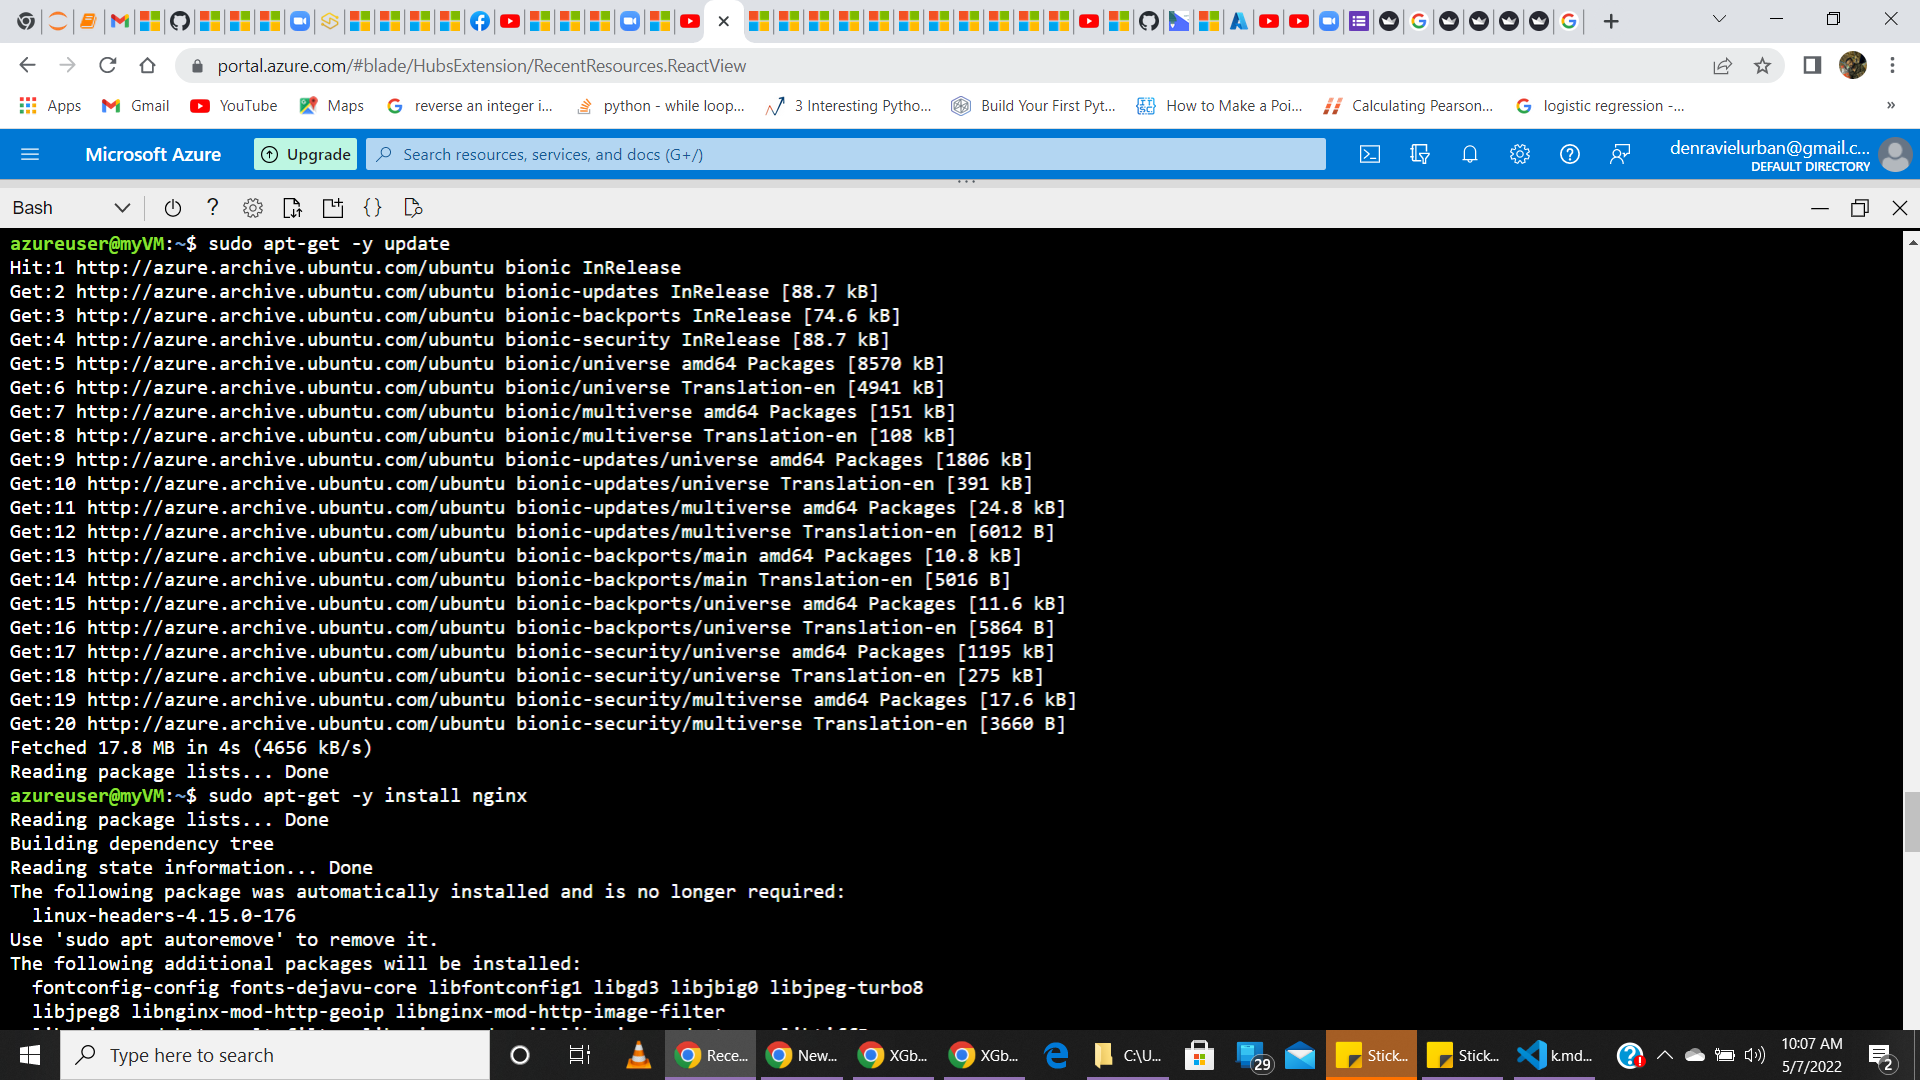 portal.azure.com/#blade/HubsExtension/RecentResources.ReactView
Apps Gmail YouTube Maps reverse an integer i... python - while loop... 3 Interesting Pytho... Build Your First Pyt... How to Make a Poi... Calculating Pearson... logistic regression -... »
Microsoft Azure Upgrade Search resources, services, and docs (G+/) denravielurban@gmail.c...
DEFAULT DIRECTORY
Bash
azureuser@myVM:~$ sudo apt-get -y update
Hit:1 http://azure.archive.ubuntu.com/ubuntu bionic InRelease
Get:2 http://azure.archive.ubuntu.com/ubuntu bionic-updates InRelease [88.7 kB]
Get:3 http://azure.archive.ubuntu.com/ubuntu bionic-backports InRelease [74.6 kB]
Get:4 http://azure.archive.ubuntu.com/ubuntu bionic-security InRelease [88.7 kB]
Get:5 http://azure.archive.ubuntu.com/ubuntu bionic/universe amd64 Packages [8570 kB]
Get:6 http://azure.archive.ubuntu.com/ubuntu bionic/universe Translation-en [4941 kB]
Get:7 http://azure.archive.ubuntu.com/ubuntu bionic/multiverse amd64 Packages [151 kB]
Get:8 http://azure.archive.ubuntu.com/ubuntu bionic/multiverse Translation-en [108 kB]
Get:9 http://azure.archive.ubuntu.com/ubuntu bionic-updates/universe amd64 Packages [1806 kB]
Get:10 http://azure.archive.ubuntu.com/ubuntu bionic-updates/universe Translation-en [391 kB]
Get:11 http://azure.archive.ubuntu.com/ubuntu bionic-updates/multiverse amd64 Packages [24.8 kB]
Get:12 http://azure.archive.ubuntu.com/ubuntu bionic-updates/multiverse Translation-en [6012 B]
Get:13 http://azure.archive.ubuntu.com/ubuntu bionic-backports/main amd64 Packages [10.8 kB]
Get:14 http://azure.archive.ubuntu.com/ubuntu bionic-backports/main Translation-en [5016 B]
Get:15 http://azure.archive.ubuntu.com/ubuntu bionic-backports/universe amd64 Packages [11.6 kB]
Get:16 http://azure.archive.ubuntu.com/ubuntu bionic-backports/universe Translation-en [5864 B]
Get:17 http://azure.archive.ubuntu.com/ubuntu bionic-security/universe amd64 Packages [1195 kB]
Get:18 http://azure.archive.ubuntu.com/ubuntu bionic-security/universe Translation-en [275 kB]
Get:19 http://azure.archive.ubuntu.com/ubuntu bionic-security/multiverse amd64 Packages [17.6 kB]
Get:20 http://azure.archive.ubuntu.com/ubuntu bionic-security/multiverse Translation-en [3660 B]
Fetched 17.8 MB in 4s (4656 kB/s)
Reading package lists... Done
azureuser@myVM:~$ sudo apt-get -y install nginx
Reading package lists... Done
Building dependency tree
Reading state information... Done
The following package was automatically installed and is no longer required:
linux-headers-4.15.0-176
Use 'sudo apt autoremove' to remove it.
The following additional packages will be installed:
fontconfig-config fonts-dejavu-core libfontconfig1 libgd3 libjbig0 libjpeg-turbo8
libjpeg8 libnginx-mod-http-geoip libnginx-mod-http-image-filter
Type here to search Rece... New... XGb... XGb... C:\U... 29 Stick... Stick... k.md... 10:07 AM
5/7/2022 2